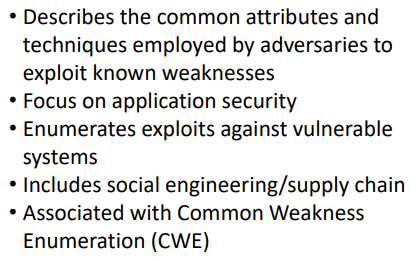 • Describes the common attributes and
techniques employed by adversaries to
exploit known weaknesses
• Focus on application security
• Enumerates exploits against vulnerable
systems
• Includes social engineering/supply chain
• Associated with Common Weakness
Enumeration (CWE)